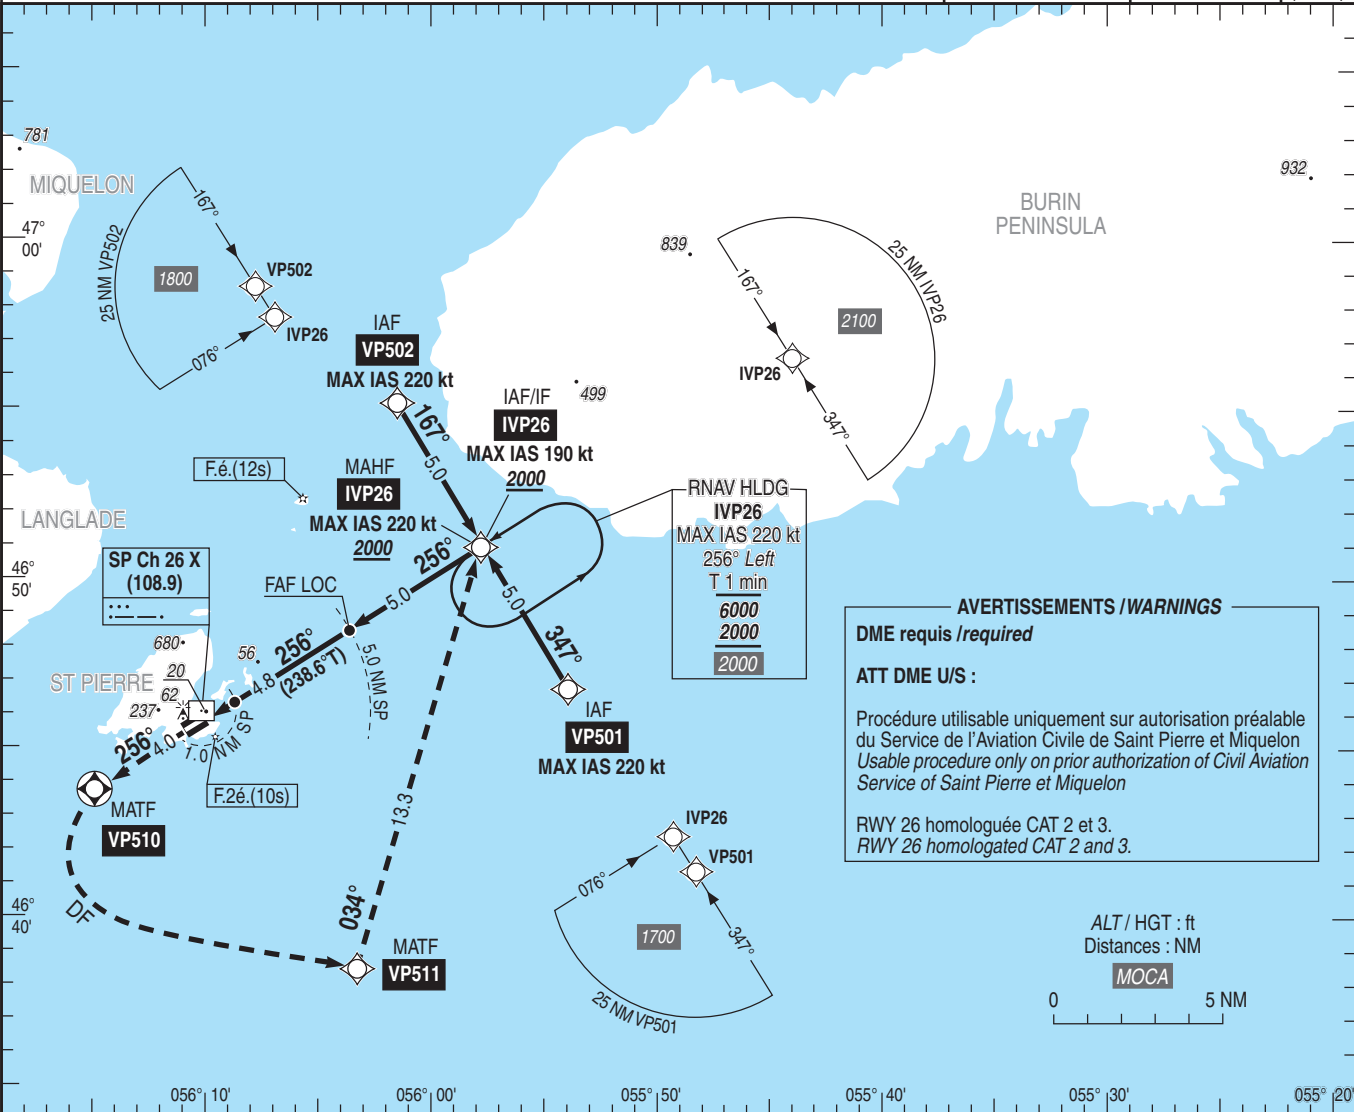 781
MIQUELON
47°
00'
25 NM VP502
167°
1800
VP502
IVP26
076°
BURIN
PENINSULA
932
839
499
25 NM IVP26
167°
2100
IVP26
347°
IAF
VP502
MAX IAS 220 kt
167°
5.0
IAF/IF
IVP26
MAX IAS 190 kt
2000
MAHF
IVP26
MAX IAS 220 kt
2000
F.é.(12s)
LANGLADE
46°
50'
SP Ch 26 X
(108.9)
FAF LOC
256°
5.0
256°
4.8
(238.6°T)
5.0 NM SP
RNAV HLDG
IVP26
MAX IAS 220 kt
256° Left
T 1 min
6000
2000
2000
5.0
347°
IAF
VP501
MAX IAS 220 kt
680
56
20
ST PIERRE
62
237
1.0 NM SP
256°
4.0
F.2é.(10s)
MATF
VP510
DF
13.3
034°
MATF
VP511
46°
40'
IVP26
VP501
076°
1700
347°
25 NM VP501
AVERTISSEMENTS /WARNINGS
DME requis /required
ATT DME U/S :
Procédure utilisable uniquement sur autorisation préalable
du Service de l'Aviation Civile de Saint Pierre et Miquelon
Usable procedure only on prior authorization of Civil Aviation
Service of Saint Pierre et Miquelon
RWY 26 homologuée CAT 2 et 3.
RWY 26 homologated CAT 2 and 3.
ALT / HGT : ft
Distances : NM
MOCA
0 5 NM
056° 10' 056° 00' 055° 50' 055° 40' 055° 30' 055° 20'